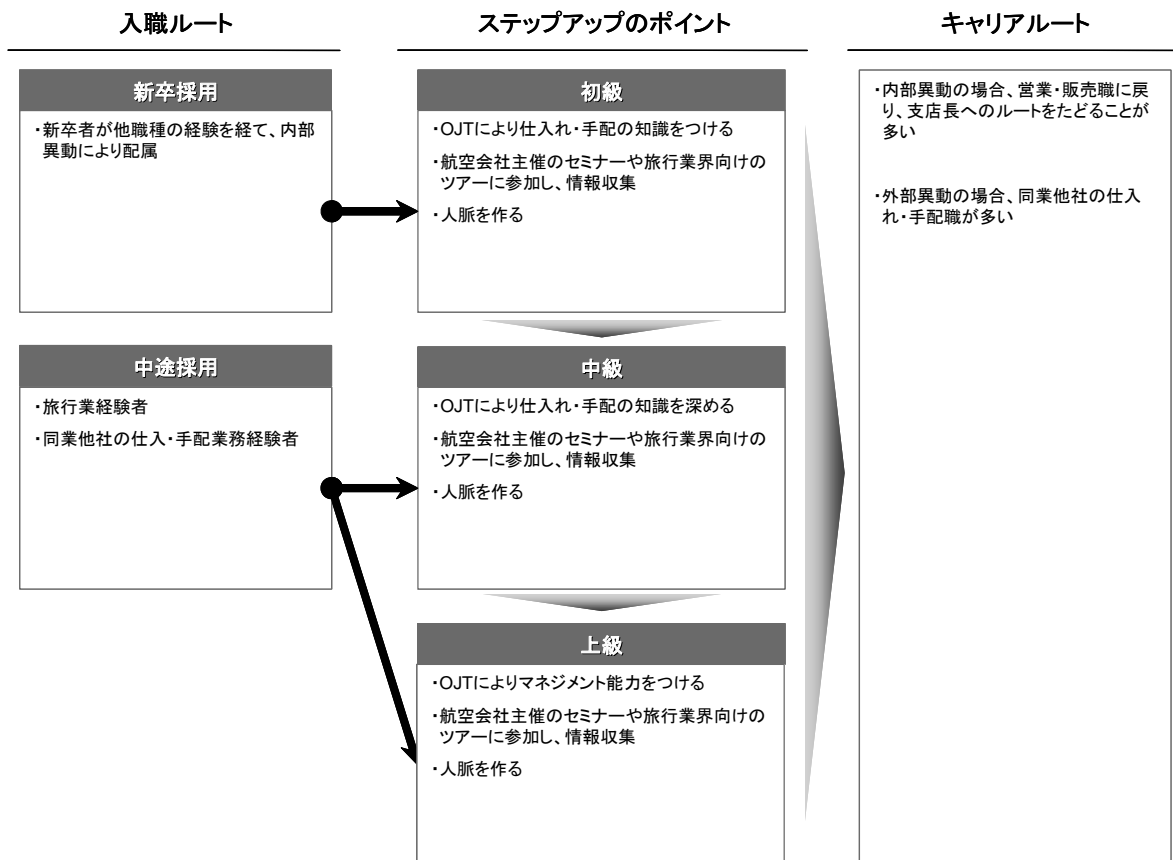 入職ルート
ステップアップのポイント
キャリアルート
新卒採用
・新卒者が他職種の経験を経て、内部
異動により配属
初級
・OJTにより仕入れ・手配の知識をつける
・航空会社主催のセミナーや旅行業界向けの
ツアーに参加し、情報収集
・人脈を作る
・内部異動の場合、営業・販売職に戻
り、支店長へのルートをたどることが
多い
・外部異動の場合、同業他社の仕入
れ・手配職が多い
中途採用
・旅行業経験者
・同業他社の仕入・手配業務経験者
中級
・OJTにより仕入れ・手配の知識を深める
・航空会社主催のセミナーや旅行業界向けの
ツアーに参加し、情報収集
・人脈を作る
上級
・OJTによりマネジメント能力をつける
・航空会社主催のセミナーや旅行業界向けの
ツアーに参加し、情報収集
・人脈を作る